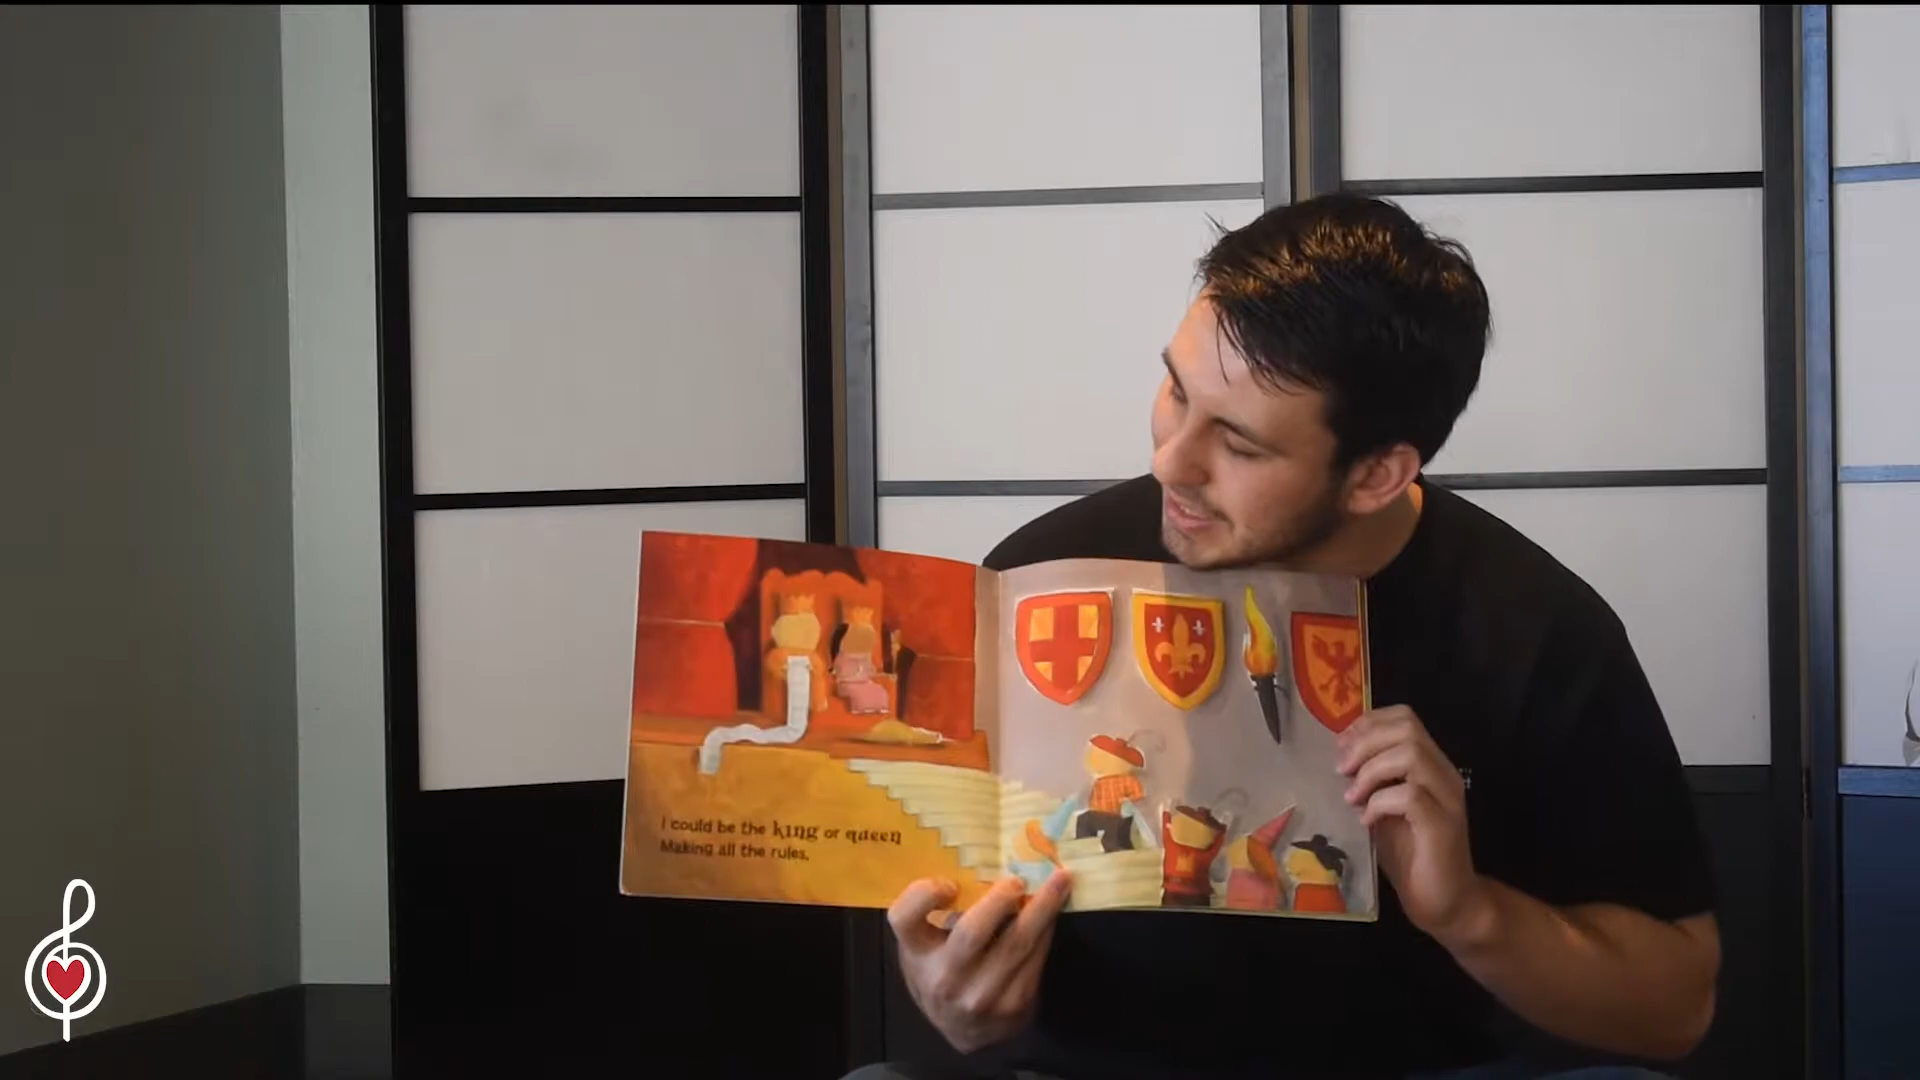 I could be the king or queen
Making all the rules,